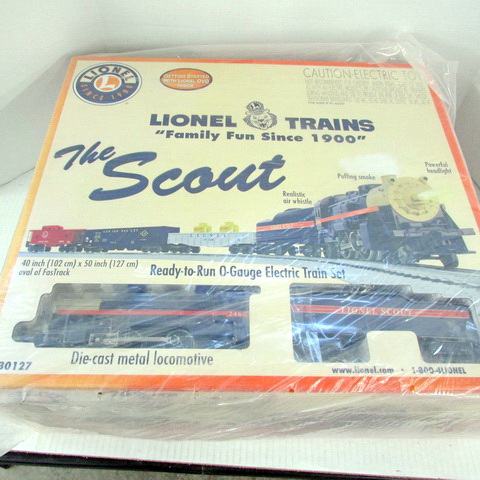 LIONEL
L
SINCE 1900
GETTING STARTED
WITH LIONEL DVD
INSIDE
CAUTION-ELECTRIC TOY
LIONEL TRAINS
"Family Fun Since 1900"
The
Scout
Powerful
headlight
Puffing smoke
Realistic
air whistle
40 inch (102 cm) x 50 inch (127 cm)
oval of FasTrack
Ready-to-Run O-Gauge Electric Train Set
LIONEL SCOUT
30127
Die-cast metal locomotive
www.lionel.com • 1-800-4LIONEL